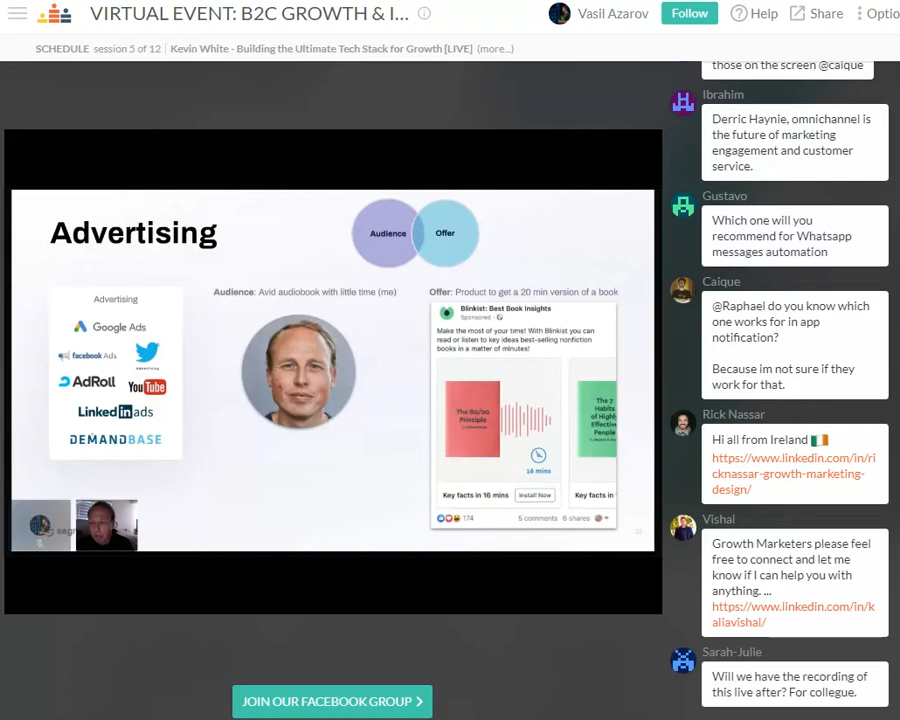 VIRTUAL EVENT: B2C GROWTH & I...
Vasil Azarov
Follow
Help
Share
Optio
SCHEDULE session 5 of 12 | Kevin White - Building the Ultimate Tech Stack for Growth [LIVE] (more...)
Advertising
Audience
Offer
Advertising
Google Ads
facebook Ads
Advertising
AdRoll
YouTube
Linked in ads
DEMANDBASE
Audience: Avid audiobook with little time (me)
Offer: Product to get a 20 min version of a book
Blinkist: Best Book Insights
Sponsored
Make the most of your time! With Blinkist you can
read or listen to key ideas best-selling nonfiction
books in a matter of minutes!
The 80/20
Principle
16 mins
The 7
Habits
of Highly
Effective
People
Key facts in 16 mins
Install Now
Key facts in 1
174
5 comments 6 shares
segm
JOIN OUR FACEBOOK GROUP
those on the screen @caique
Ibrahim
Derric Haynie, omnichannel is
the future of marketing
engagement and customer
service.
Gustavo
Which one will you
recommend for Whatsapp
messages automation
Caique
@Raphael do you know which
one works for in app
notification?
Because im not sure if they
work for that.
Rick Nassar
Hi all from Ireland
https://www.linkedin.com/in/ri
cknassar-growth-marketing-
design/
Vishal
Growth Marketers please feel
free to connect and let me
know if I can help you with
anything. ...
https://www.linkedin.com/in/k
aliavishal/
Sarah-Julie
Will we have the recording of
this live after? For collegue.